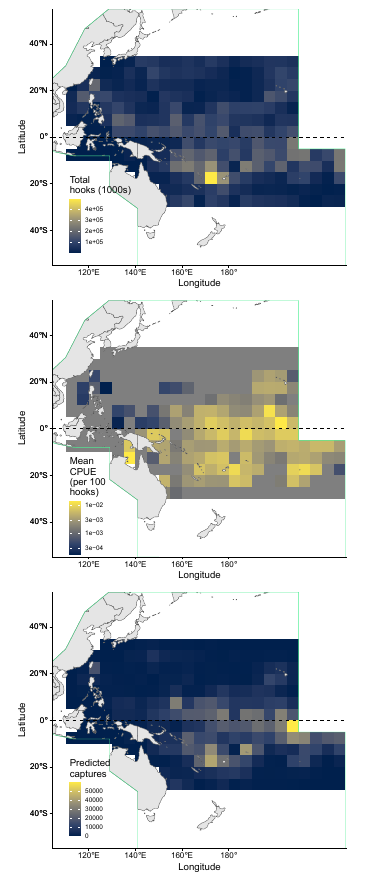 40°N
20°N
0°
20°S
40°S
Latitude
Total
hooks (1000s)
4e+05
3e+05
2e+05
1e+05
120°E 140°E 160°E 180°
Longitude
40°N
20°N
0°
20°S
40°S
Latitude
Mean
CPUE
(per 100
hooks)
1e-02
1e-03
3e-04
120°E 140°E 160°E 180°
Longitude
40°N
20°N
0°
20°S
40°S
Latitude
Predicted
captures
50000
40000
30000
20000
10000
0
120°E 140°E 160°E 180°
Longitude